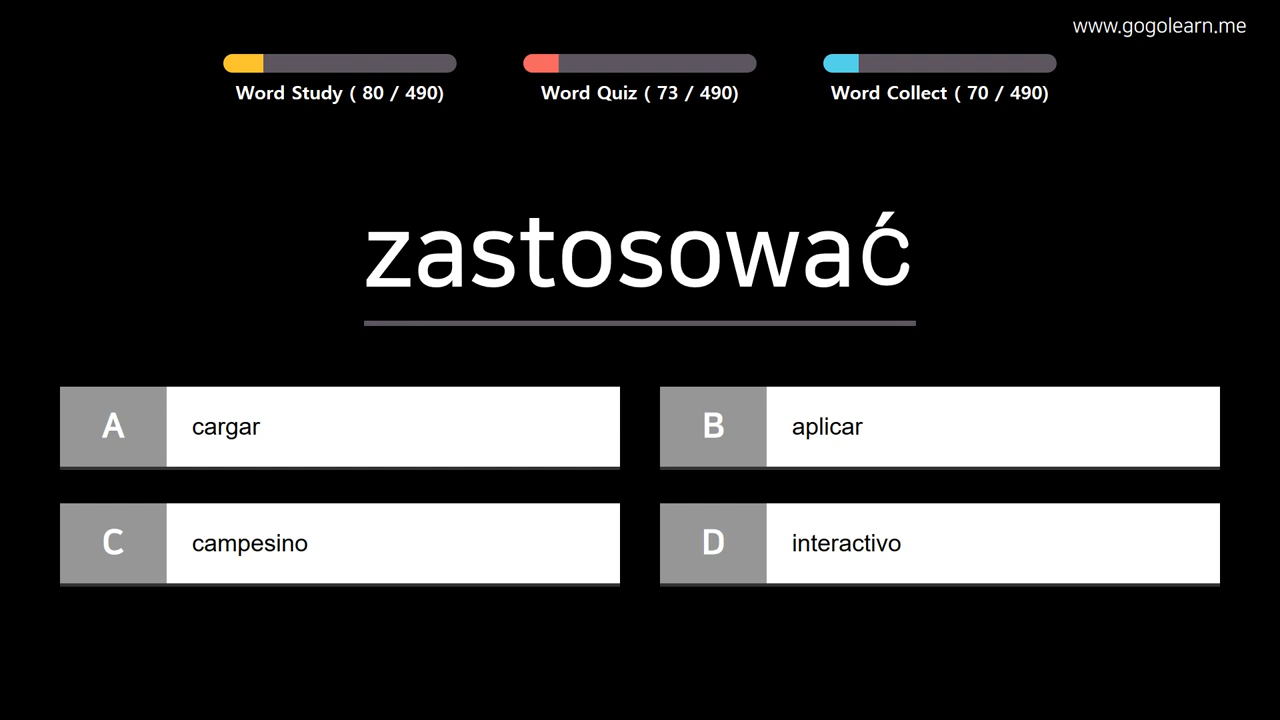 www.gogolearn.me
Word Study ( 80 / 490)
Word Quiz ( 73 / 490)
Word Collect ( 70 / 490)
zastosować
A cargar
B aplicar
C campesino
D interactivo